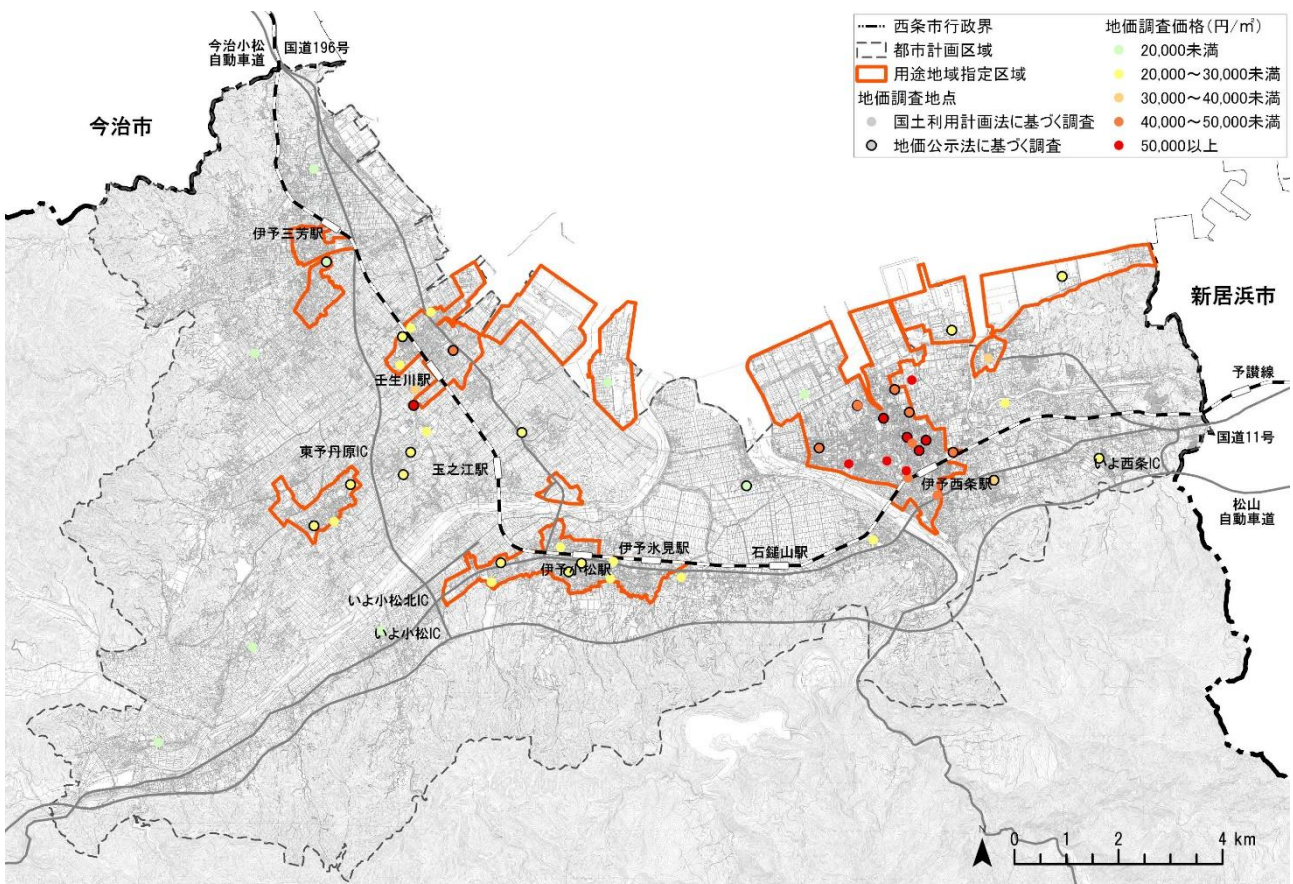 西条市行政界
都市計画区域
用途地域指定区域
地価調査地点
国土利用計画法に基づく調査
地価公示法に基づく調査
地価調査価格(円/㎡)
20,000未満
20,000～30,000未満
30,000～40,000未満
40,000～50,000未満
50,000以上
今治小松
自動車道
国道196号
今治市
伊予三芳駅
新居浜市
壬生川駅
予讃線
国道11号
東予丹原IC
玉之江駅
いよ西条IC
伊予西条駅
松山
自動車道
伊予氷見駅
石鎚山駅
伊予小松駅
いよ小松北IC
いよ小松IC
0 1 2 4 km